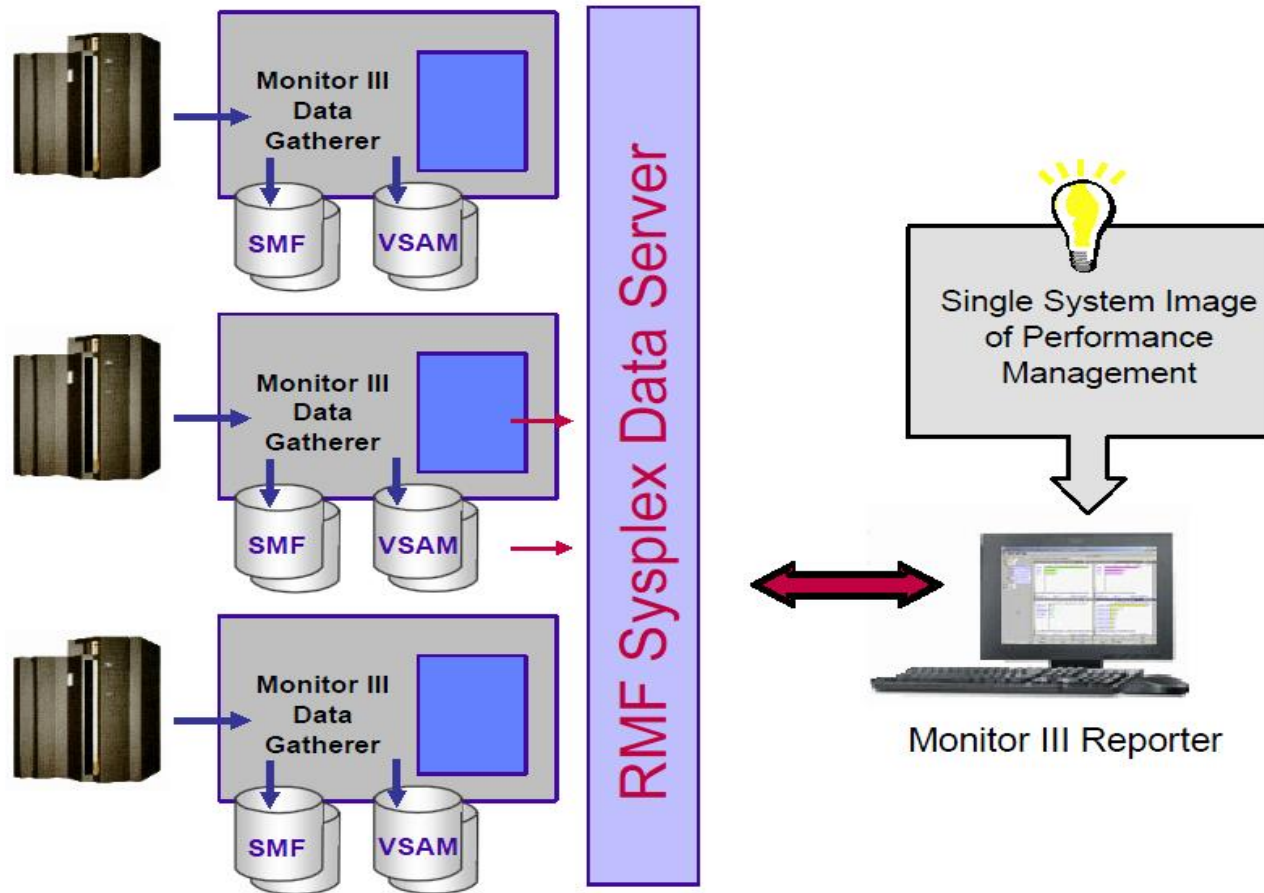 Monitor III
Data
Gatherer
SMF
VSAM
Monitor III
Data
Gatherer
SMF
VSAM
Monitor III
Data
Gatherer
SMF
VSAM
RMF Sysplex Data Server
Single System Image
of Performance
Management
Monitor III Reporter